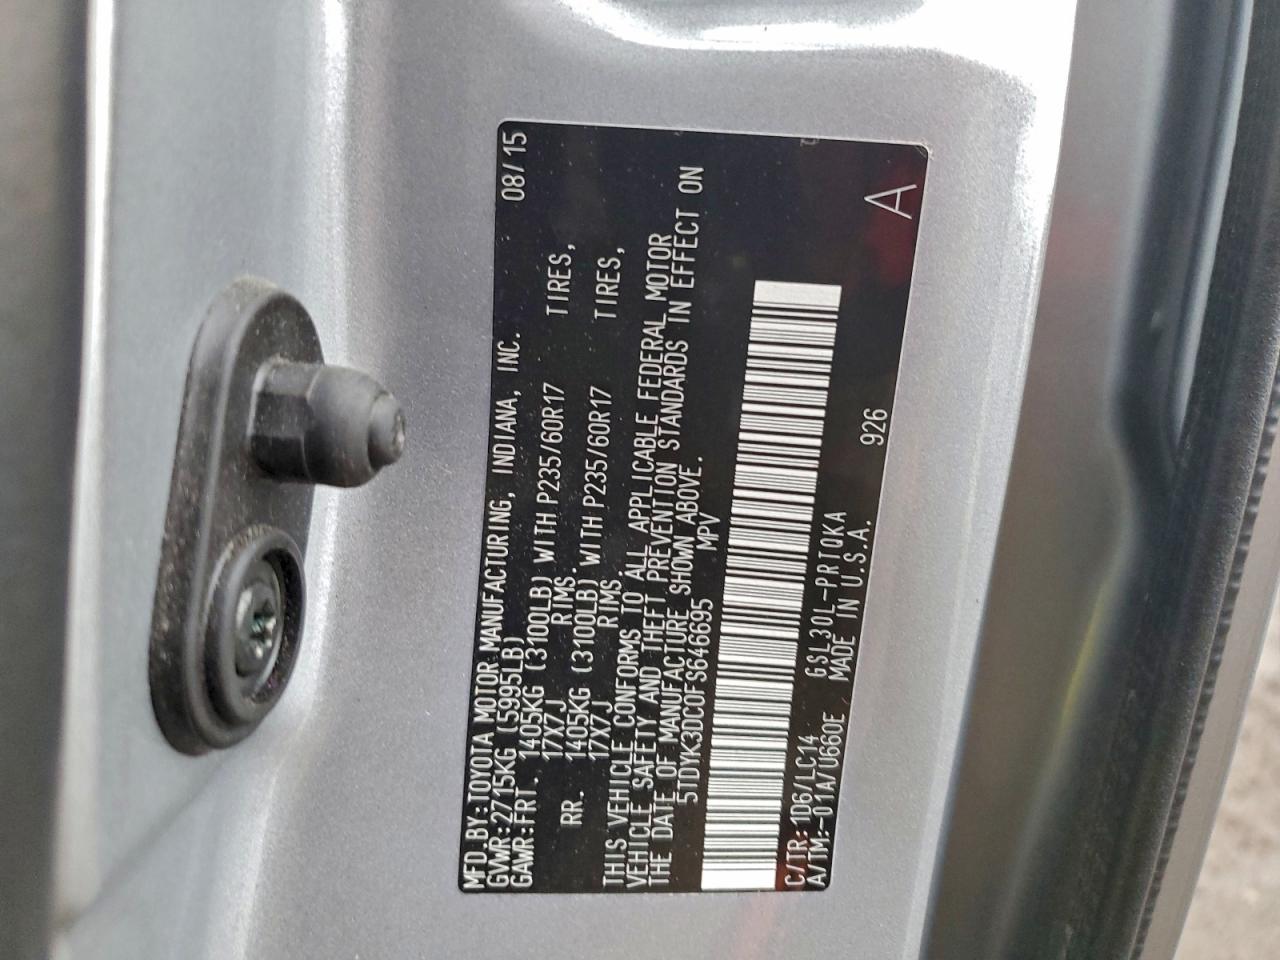 MFD.BY:TOYOTA MOTOR MANUFACTURING, INDIANA, INC. 08/15
GVWR:2715KG (5995LB)
GAWR:FRT. 1405KG (3100LB) WITH P235/60R17 TIRES,
17X7J RIMS.
RR. 1405KG (3100LB) WITH P235/60R17 TIRES,
17X7J RIMS.
THIS VEHICLE CONFORMS TO ALL APPLICABLE FEDERAL MOTOR
VEHICLE SAFETY AND THEFT PREVENTION STANDARDS IN EFFECT ON
THE DATE OF MANUFACTURE SHOWN ABOVE.
5TDYK3DC0FS646695 MPV
C/TR:1D6/LC14 GSL30L-PRTQKA 926
A/TM:-01A/U660E MADE IN U.S.A. A